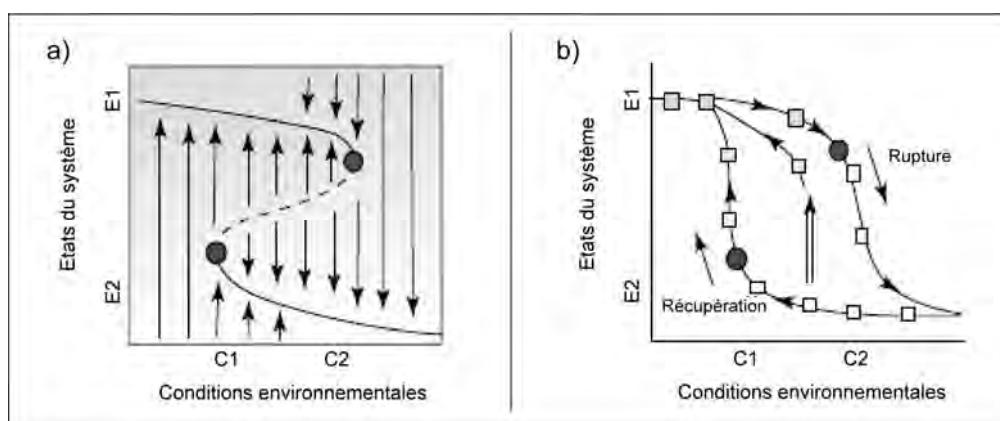 a)
Etats du système
E1
E2
C1
C2
Conditions environnementales
b)
Etats du système
E1
E2
Rupture
Récupération
C1
C2
Conditions environnementales